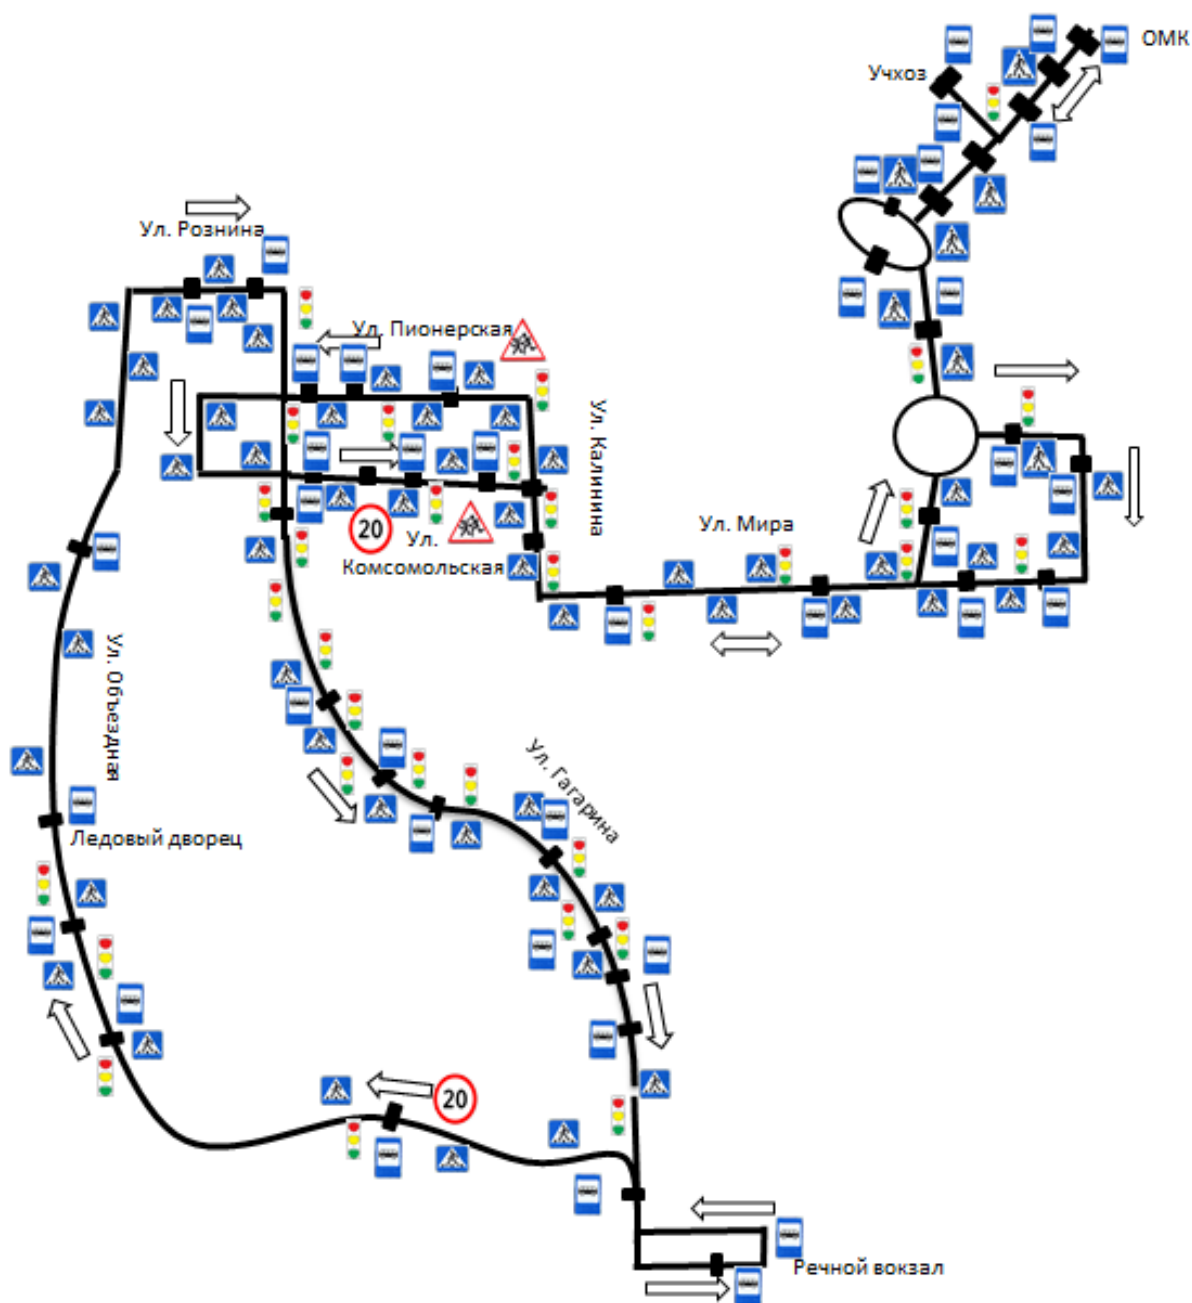 ОМК
Учхоз
Ул. Рознина
Ул. Пионерская
Ул. Калинина
Ул. Мира
20
Ул.
Комсомольская
Ул. Объездная
Ул. Гагарина
Ледовый дворец
20
Речной вокзал